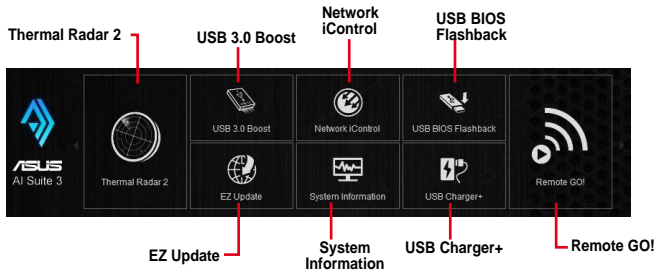 Network
iControl
USB BIOS
Flashback
Thermal Radar 2
USB 3.0 Boost
ASUS
AI Suite 3
Thermal Radar 2
USB 3.0 Boost
Network iControl
USB BIOS Flashback
EZ Update
System Information
USB Charger+
Remote GO!
EZ Update
System
Information
USB Charger+
Remote GO!